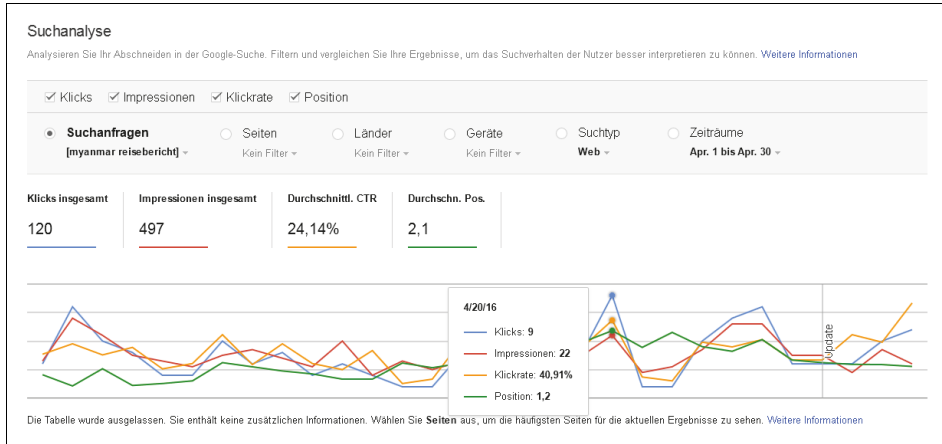 Suchanalyse
Analysieren Sie Ihr Abschneiden in der Google-Suche. Filtern und vergleichen Sie Ihre Ergebnisse, um das Suchverhalten der Nutzer besser interpretieren zu können. Weitere Informationen
Klicks Impressionen Klickrate Position
Suchanfragen Seiten Länder Geräte Suchtyp Zeiträume
[myanmar reisebericht] Kein Filter Kein Filter Kein Filter Web Apr. 1 bis Apr. 30
Klicks insgesamt Impressionen insgesamt Durchschnittl. CTR Durchschn. Pos.
120 497 24,14% 2,1
4/20/16
Klicks: 9
Impressionen: 22
Klickrate: 40,91%
Position: 1,2
Update
Die Tabelle wurde ausgelassen. Sie enthält keine zusätzlichen Informationen. Wählen Sie Seiten aus, um die häufigsten Seiten für die aktuellen Ergebnisse zu sehen. Weitere Informationen